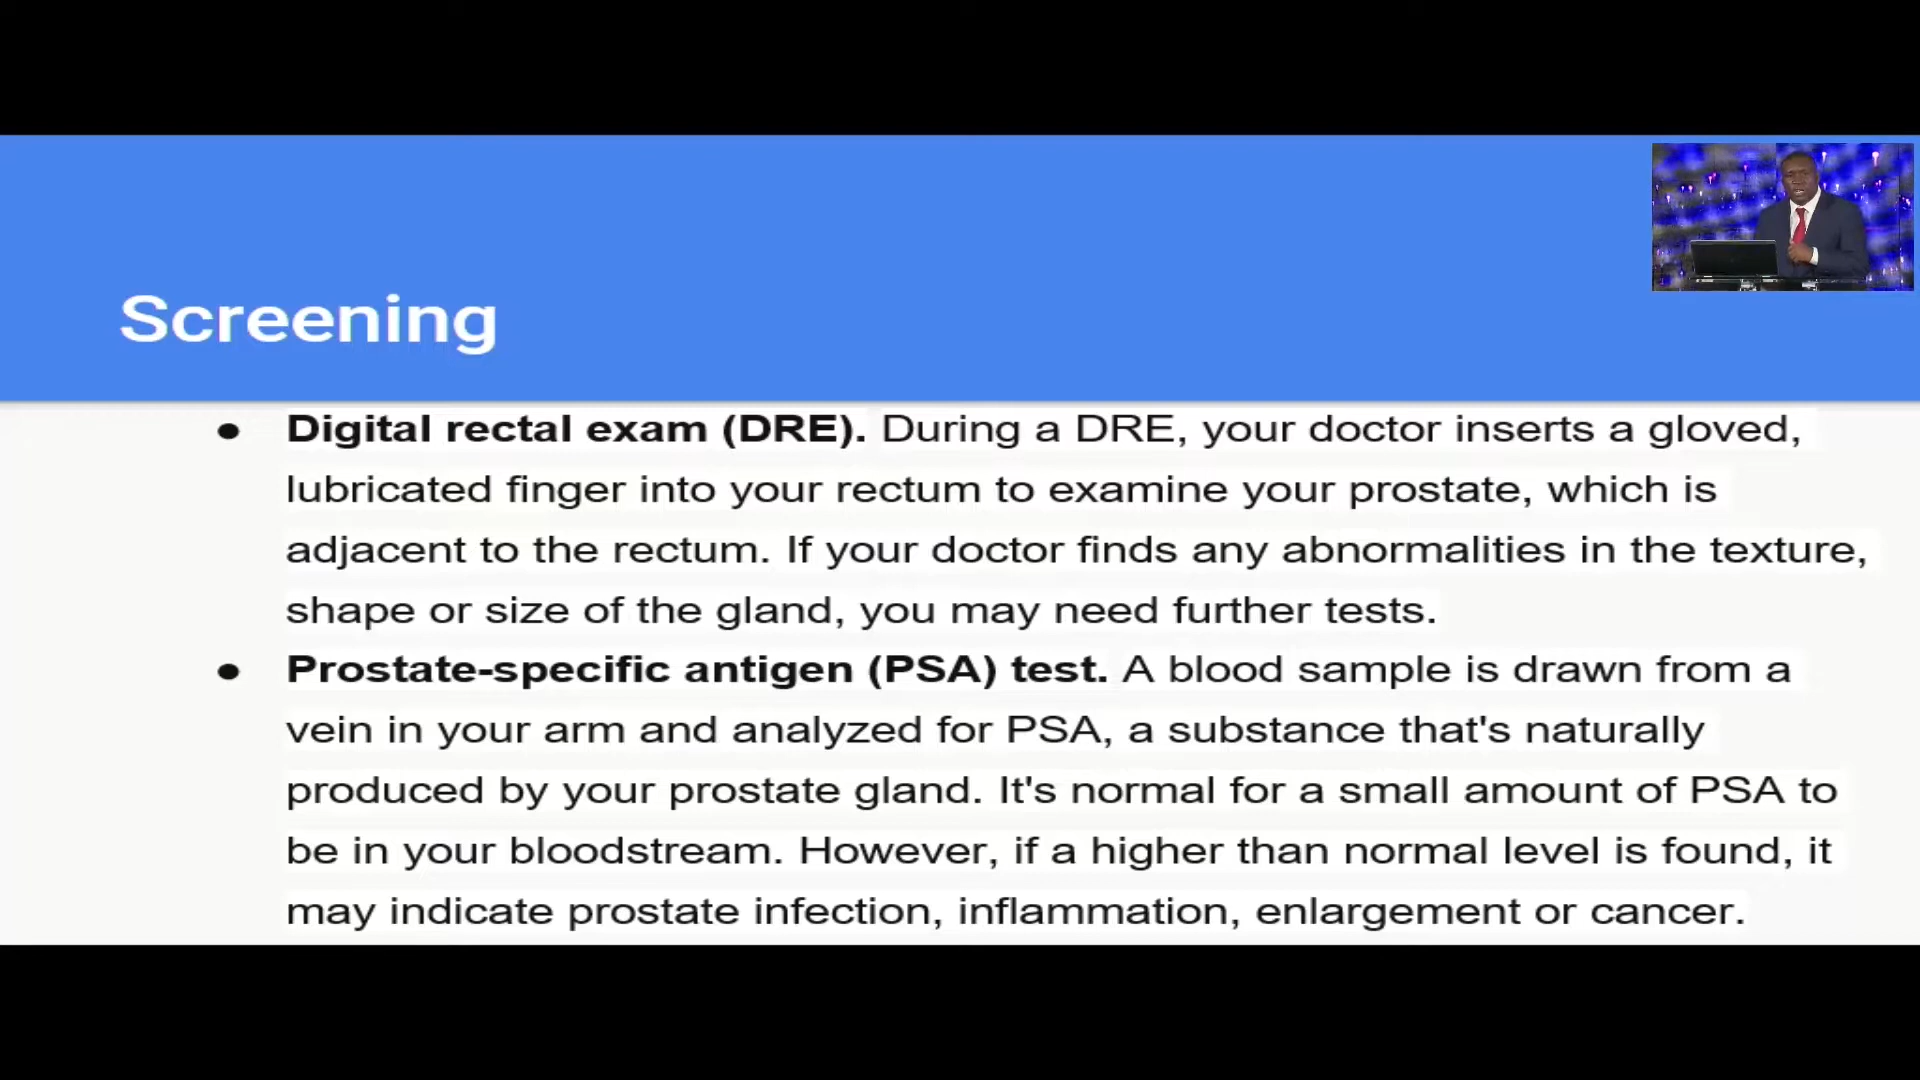 Screening
● Digital rectal exam (DRE). During a DRE, your doctor inserts a gloved,
lubricated finger into your rectum to examine your prostate, which is
adjacent to the rectum. If your doctor finds any abnormalities in the texture,
shape or size of the gland, you may need further tests.
● Prostate-specific antigen (PSA) test. A blood sample is drawn from a
vein in your arm and analyzed for PSA, a substance that's naturally
produced by your prostate gland. It's normal for a small amount of PSA to
be in your bloodstream. However, if a higher than normal level is found, it
may indicate prostate infection, inflammation, enlargement or cancer.